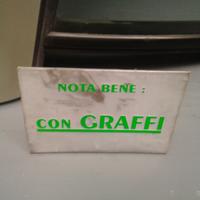 NOTA BENE :
CON GRAFFI